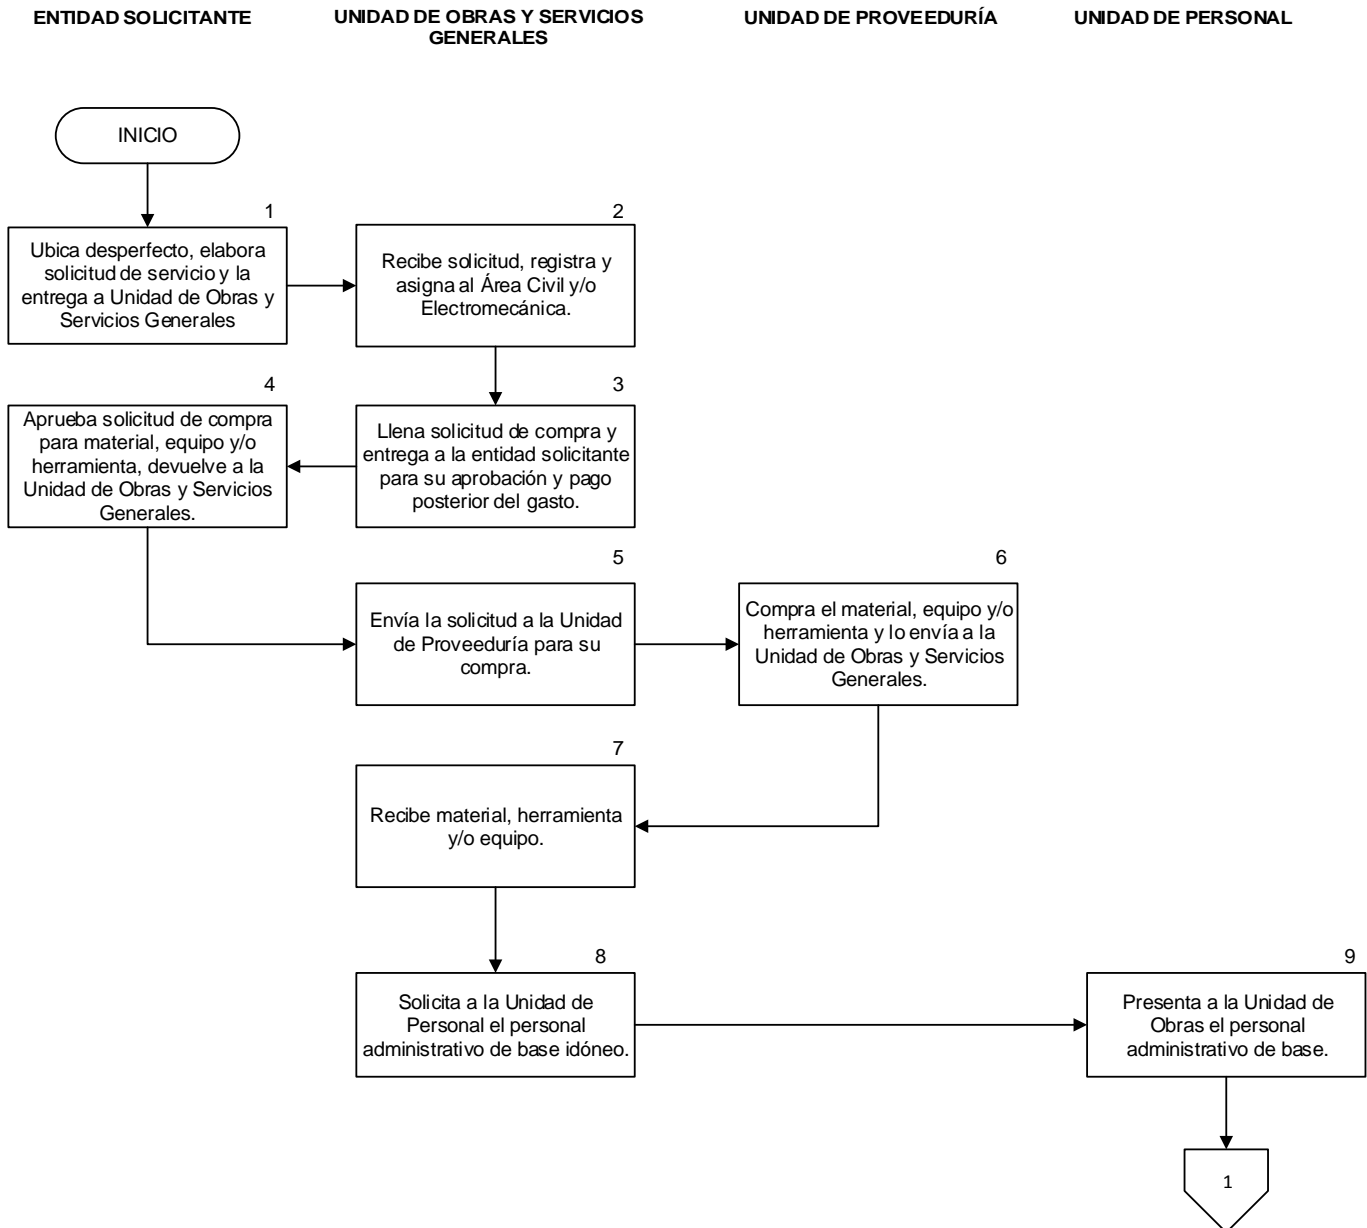 ENTIDAD SOLICITANTE
UNIDAD DE OBRAS Y SERVICIOS
GENERALES
UNIDAD DE PROVEEDURÍA
UNIDAD DE PERSONAL
INICIO
1
Ubica desperfecto, elabora
solicitud de servicio y la
entrega a Unidad de Obras y
Servicios Generales
2
Recibe solicitud, registra y
asigna al Área Civil y/o
Electromecánica.
3
Llena solicitud de compra y
entrega a la entidad solicitante
para su aprobación y pago
posterior del gasto.
4
Aprueba solicitud de compra
para material, equipo y/o
herramienta, devuelve a la
Unidad de Obras y Servicios
Generales.
5
Envía la solicitud a la Unidad
de Proveeduría para su
compra.
6
Compra el material, equipo y/o
herramienta y lo envía a la
Unidad de Obras y Servicios
Generales.
7
Recibe material, herramienta
y/o equipo.
8
Solicita a la Unidad de
Personal el personal
administrativo de base idóneo.
9
Presenta a la Unidad de
Obras el personal
administrativo de base.
1